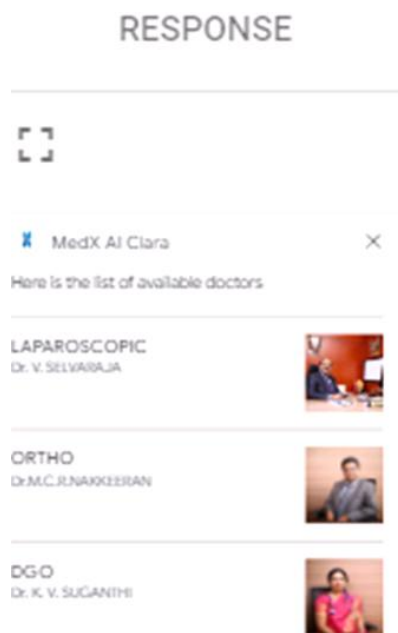 RESPONSE
MedX AI Clara
Here is the list of available doctors
LAPAROSCOPIC
Dr. V. SELVARAJA
ORTHO
Dr.M.C.R.NAKKEERAN
DGO
Dr. K. V. SUGANTHI